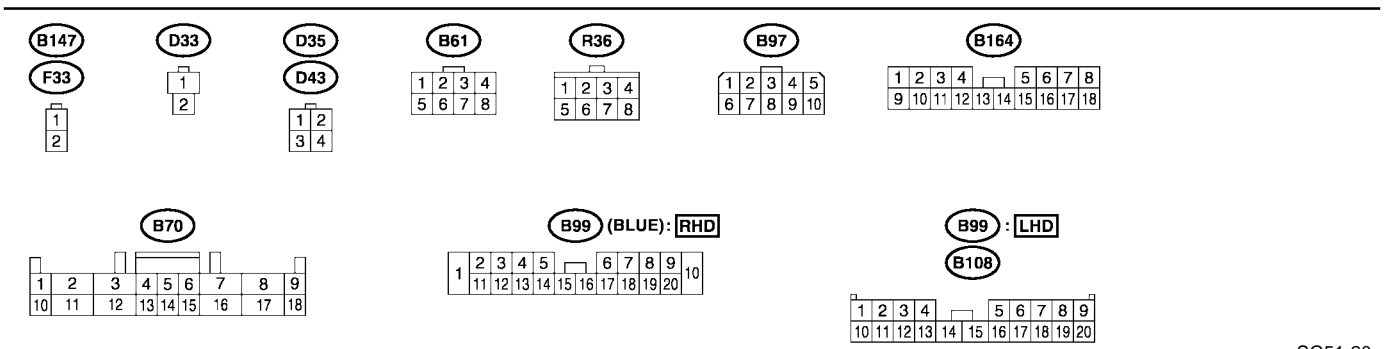 B147 D33 D35 B61 R36 B97 B164
F33 D43
1 2 3 4 5 6 7 8
9 10 11 12 13 14 15 16 17 18
1 2 3 4 5
6 7 8 9 10
1 2 3 4
5 6 7 8
1 2 3 4
5 6 7 8
1
2
1 2
3 4
1
2
B70 B99 (BLUE): RHD B99 : LHD
B108
1 2 3 4 5 6 7 8 9
10 11 12 13 14 15 16 17 18
1 2 3 4 5 6 7 8 9 10
11 12 13 14 15 16 17 18 19 20
1 2 3 4 5 6 7 8 9
10 11 12 13 14 15 16 17 18 19 20